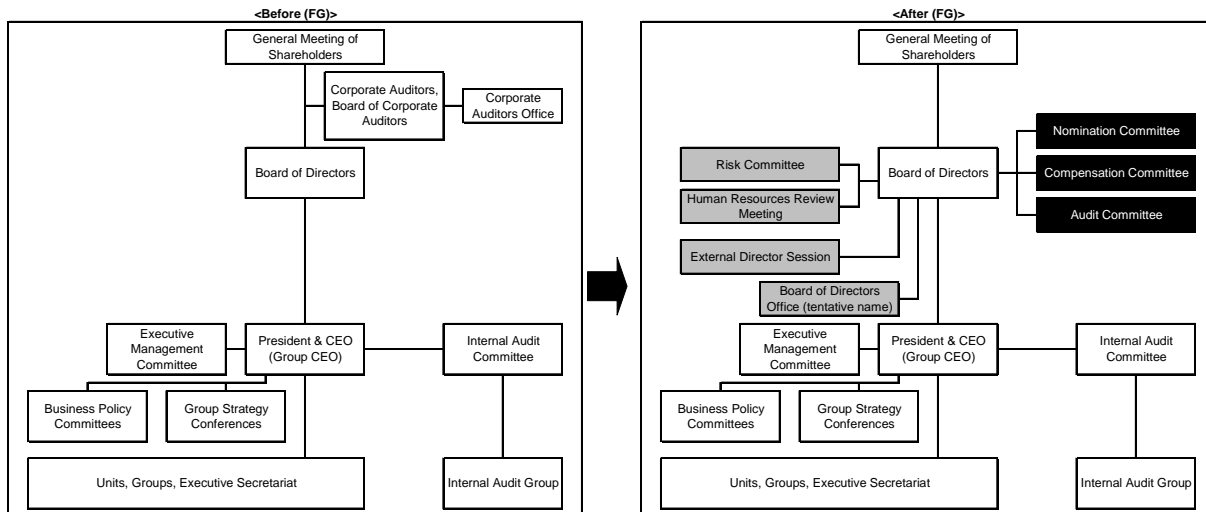 <Before (FG)>
General Meeting of
Shareholders
Corporate Auditors,
Board of Corporate
Auditors
Corporate
Auditors Office
Board of Directors
Executive
Management
Committee
President & CEO
(Group CEO)
Internal Audit
Committee
Business Policy
Committees
Group Strategy
Conferences
Units, Groups, Executive Secretariat
Internal Audit Group
<After (FG)>
General Meeting of
Shareholders
Nomination Committee
Risk Committee
Board of Directors
Compensation Committee
Human Resources Review
Meeting
Audit Committee
External Director Session
Board of Directors
Office (tentative name)
Executive
Management
Committee
President & CEO
(Group CEO)
Internal Audit
Committee
Business Policy
Committees
Group Strategy
Conferences
Units, Groups, Executive Secretariat
Internal Audit Group